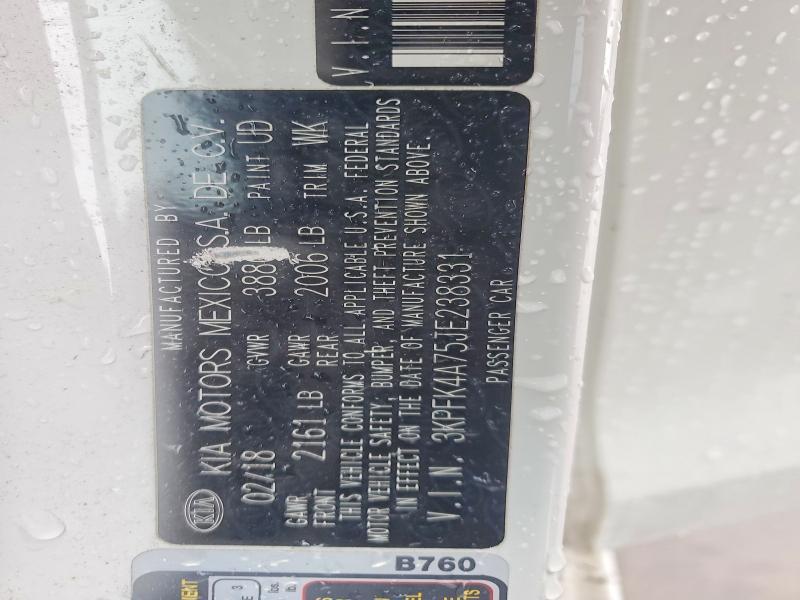 V.I.N
MANUFACTURED BY
KIA KIA MOTORS MEXICO S.A. DE C.V.
02/18 GVWR 388 LB PAINT UD
GAWR FRONT 2161 LB GAWR REAR 2006 LB TRIM WK
THIS VEHICLE CONFORMS TO ALL APPLICABLE U.S.A. FEDERAL
MOTOR VEHICLE SAFETY, BUMPER, AND THEFT PREVENTION STANDARDS
IN EFFECT ON THE DATE OF MANUFACTURE SHOWN ABOVE.
V.I.N. 3KPFK4A75JE238331
PASSENGER CAR
B760